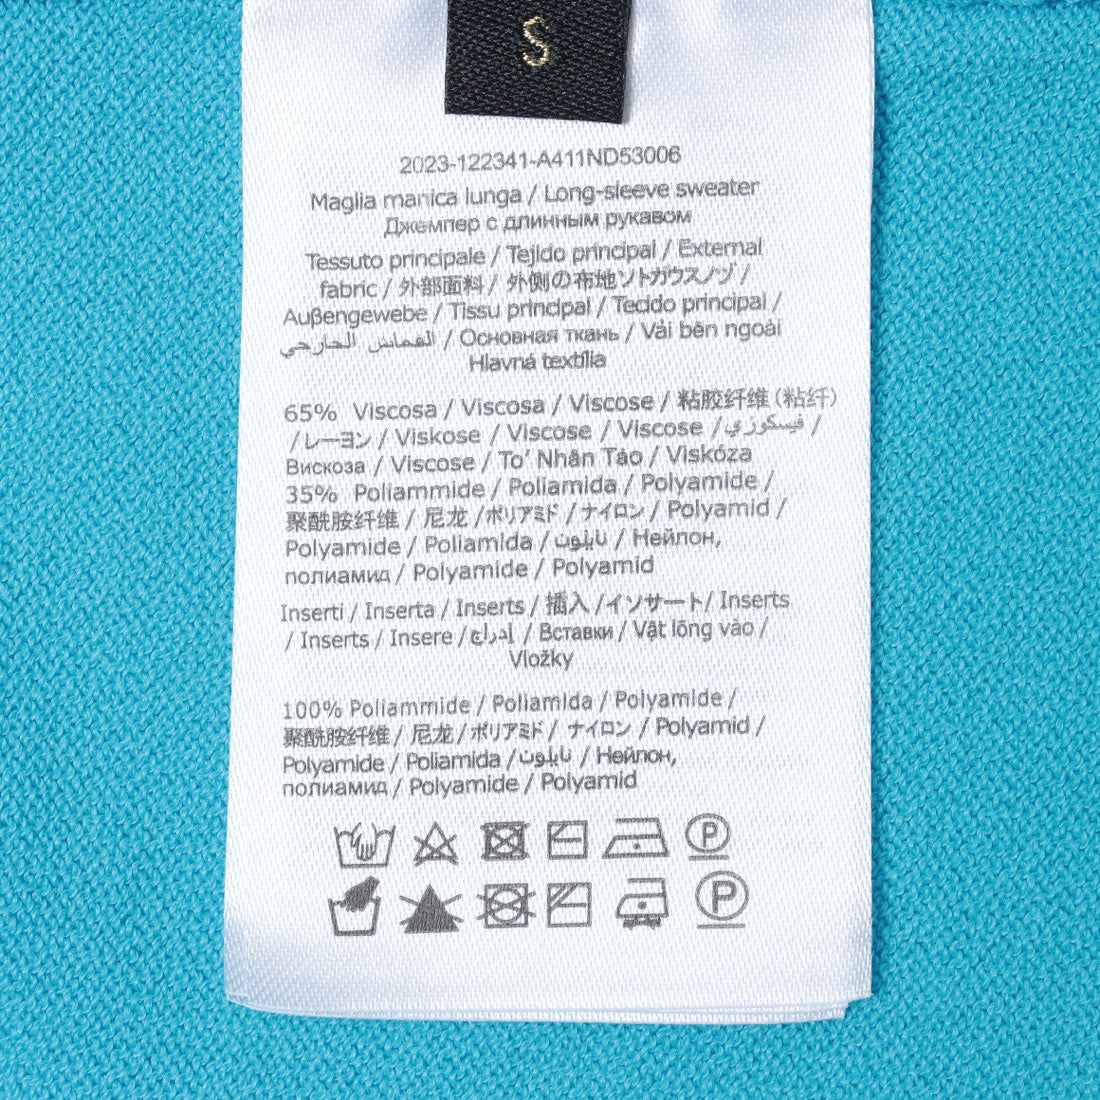 S
2023-122341-A411ND53006
Maglia manica lunga / Long-sleeve sweater
Джемпер с длинным рукавом
Tessuto principale / Tejido principal / External
fabric / 外部面料 / 外側の布地ソトガウスノヅ /
Außengewebe / Tissu principal / Tecido principal /
القماش الخارجي / Основная ткань / Vải bên ngoài
Hlavná textília
65% Viscosa / Viscosa / Viscose / 粘胶纤维 (粘纤)
/ レーヨン / Viskose / Viscose / Viscose / فيسكوزي /
Вискоза / Viscose / To' Nhân Tảo / Viskóza
35% Poliammide / Poliamida / Polyamide /
聚酰胺纤维 / 尼龙 / ポリアミド / ナイロン / Polyamid /
Polyamide / Poliamida / نايلون / Нейлон,
полиамид / Polyamide / Polyamid
Inserti / Inserta / Inserts / 插入 / インサート / Inserts
/ Inserts / Insere / إدراج / Вставки / Vật lồng vào /
Vložky
100% Poliammide / Poliamida / Polyamide /
聚酰胺纤维 / 尼龙 / ポリアミド / ナイロン / Polyamid /
Polyamide / Poliamida / نايلون / Нейлон,
полиамид / Polyamide / Polyamid
P
P